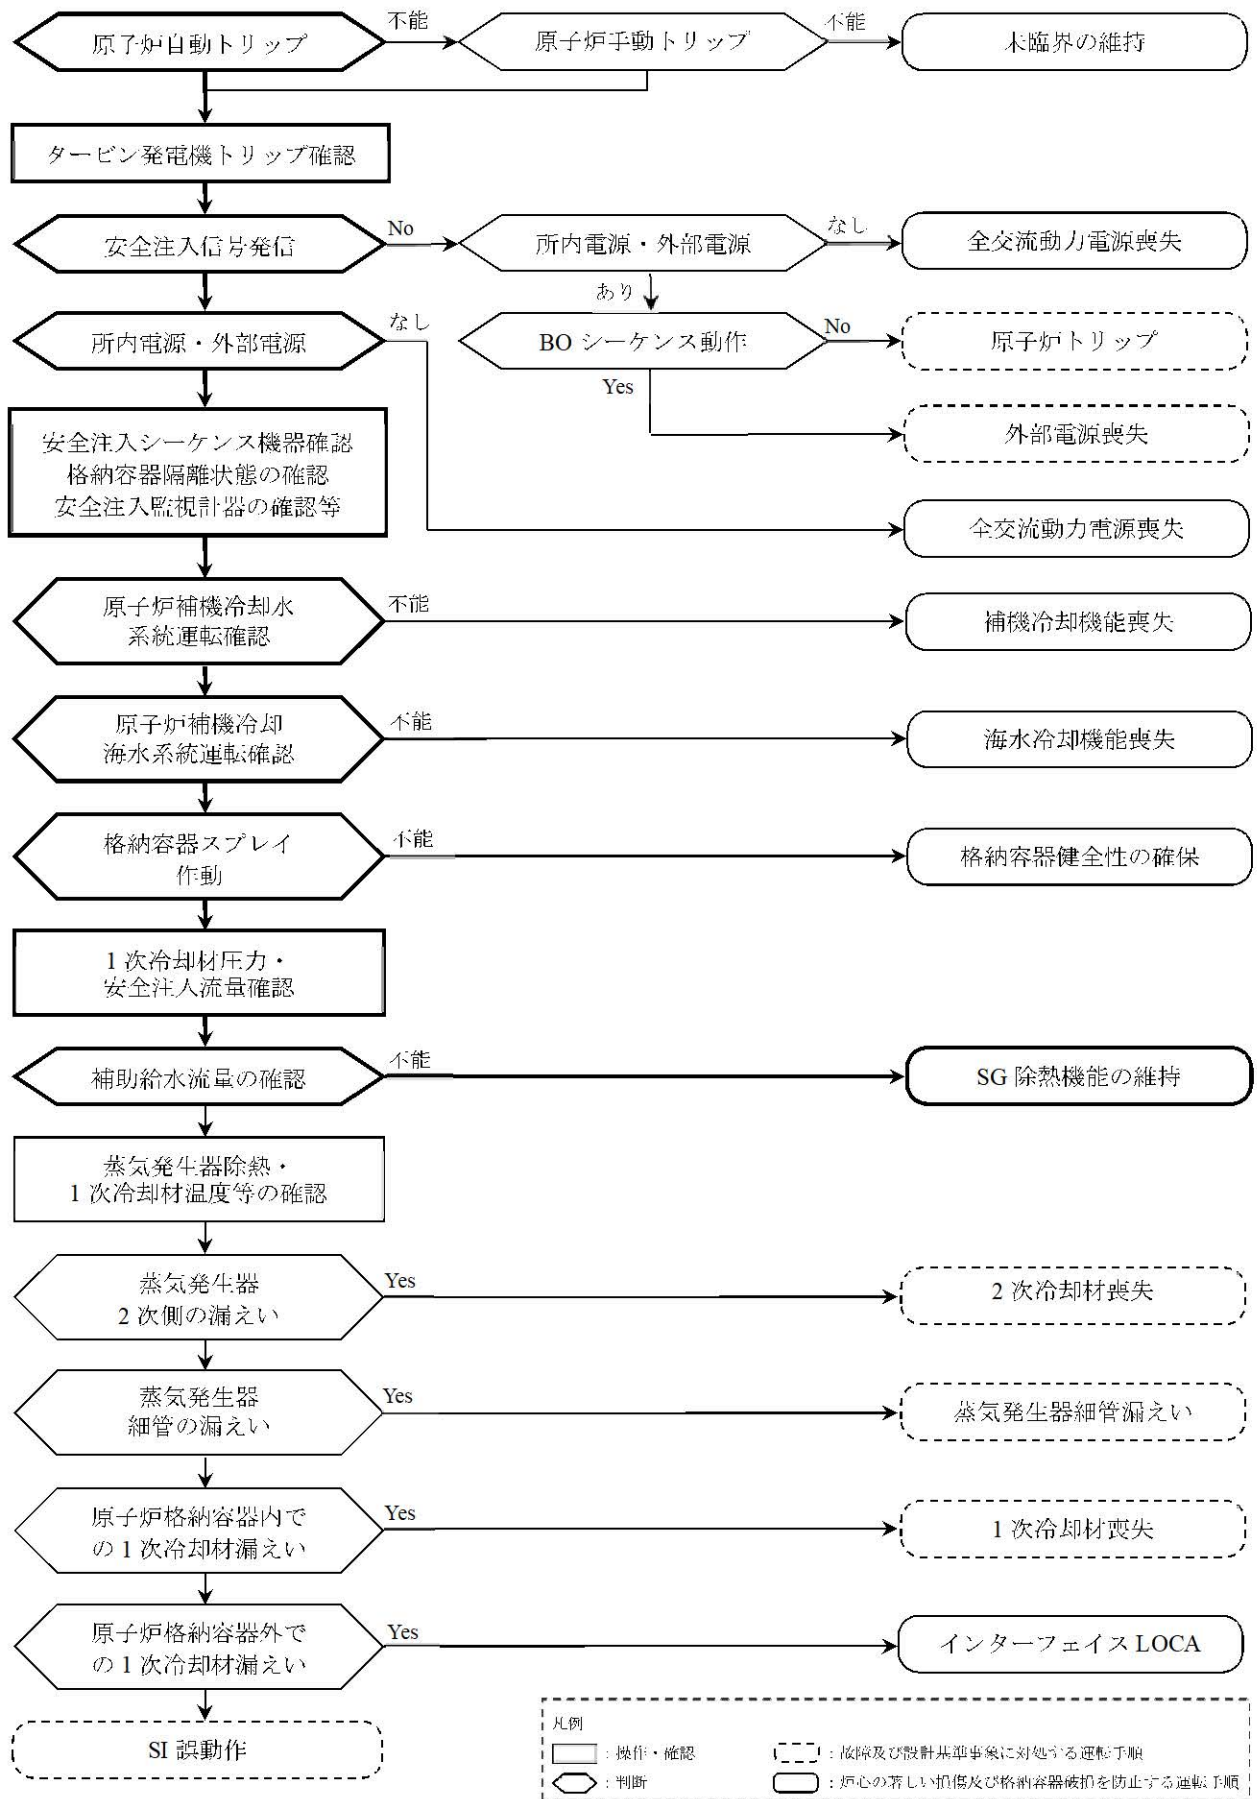 原子炉自動トリップ
不能
原子炉手動トリップ
不能
未臨界の維持
タービン発電機トリップ確認
安全注入信号発信
No
所内電源・外部電源
なし
全交流動力電源喪失
あり
所内電源・外部電源
なし
BO シーケンス動作
No
原子炉トリップ
Yes
外部電源喪失
安全注入シーケンス機器確認
格納容器隔離状態の確認
安全注入監視計器の確認等
全交流動力電源喪失
原子炉補機冷却水
系統運転確認
不能
補機冷却機能喪失
原子炉補機冷却
海水系統運転確認
不能
海水冷却機能喪失
格納容器スプレイ
作動
不能
格納容器健全性の確保
1 次冷却材圧力・
安全注入流量確認
補助給水流量の確認
不能
SG 除熱機能の維持
蒸気発生器除熱・
1 次冷却材温度等の確認
蒸気発生器
2 次側の漏えい
Yes
2 次冷却材喪失
蒸気発生器
細管の漏えい
Yes
蒸気発生器細管漏えい
原子炉格納容器内で
の 1 次冷却材漏えい
Yes
1 次冷却材喪失
原子炉格納容器外で
の 1 次冷却材漏えい
Yes
インターフェイス LOCA
SI 誤動作
凡例
：操作・確認
：故障及び設計基準事象に対処する運転手順
：判断
：炉心の著しい損傷及び格納容器破損を防止する運転手順